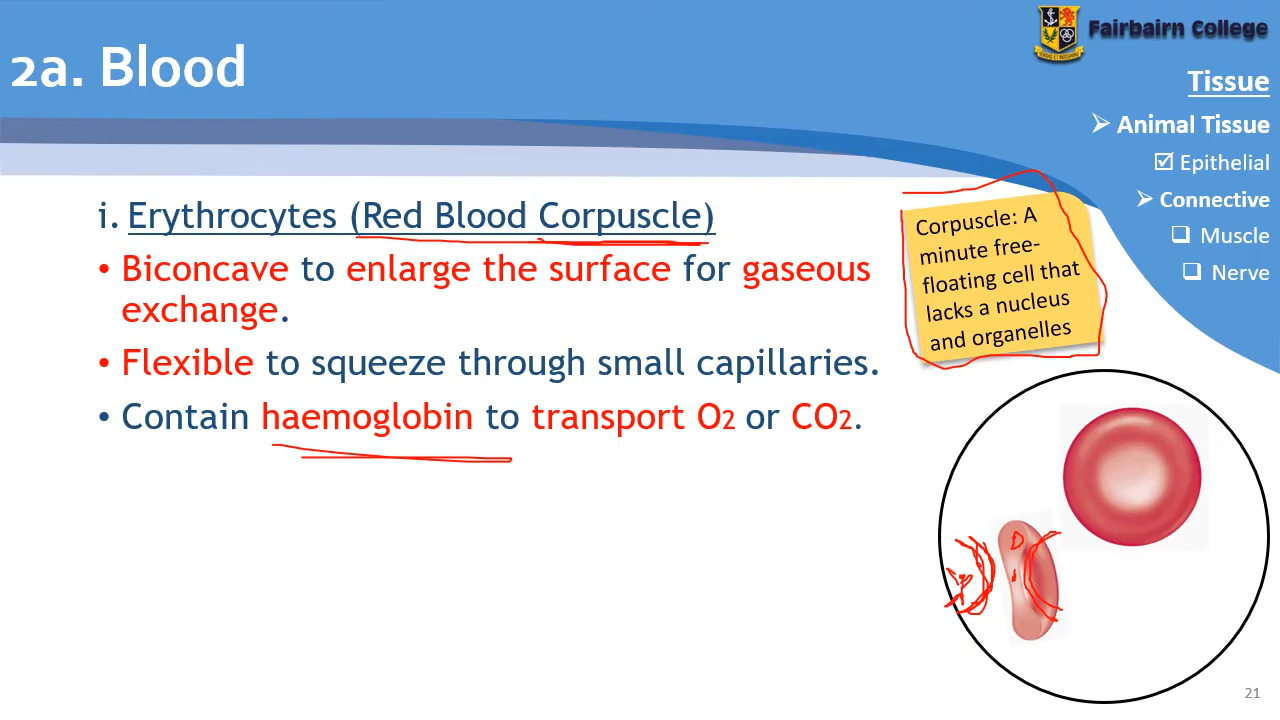 Fairbairn College
2a. Blood
Tissue
Animal Tissue
Epithelial
Connective
Muscle
Nerve
i. Erythrocytes (Red Blood Corpuscle)
• Biconcave to enlarge the surface for gaseous
exchange.
• Flexible to squeeze through small capillaries.
• Contain haemoglobin to transport O2 or CO2.
Corpuscle: A
minute free-
floating cell that
lacks a nucleus
and organelles
21